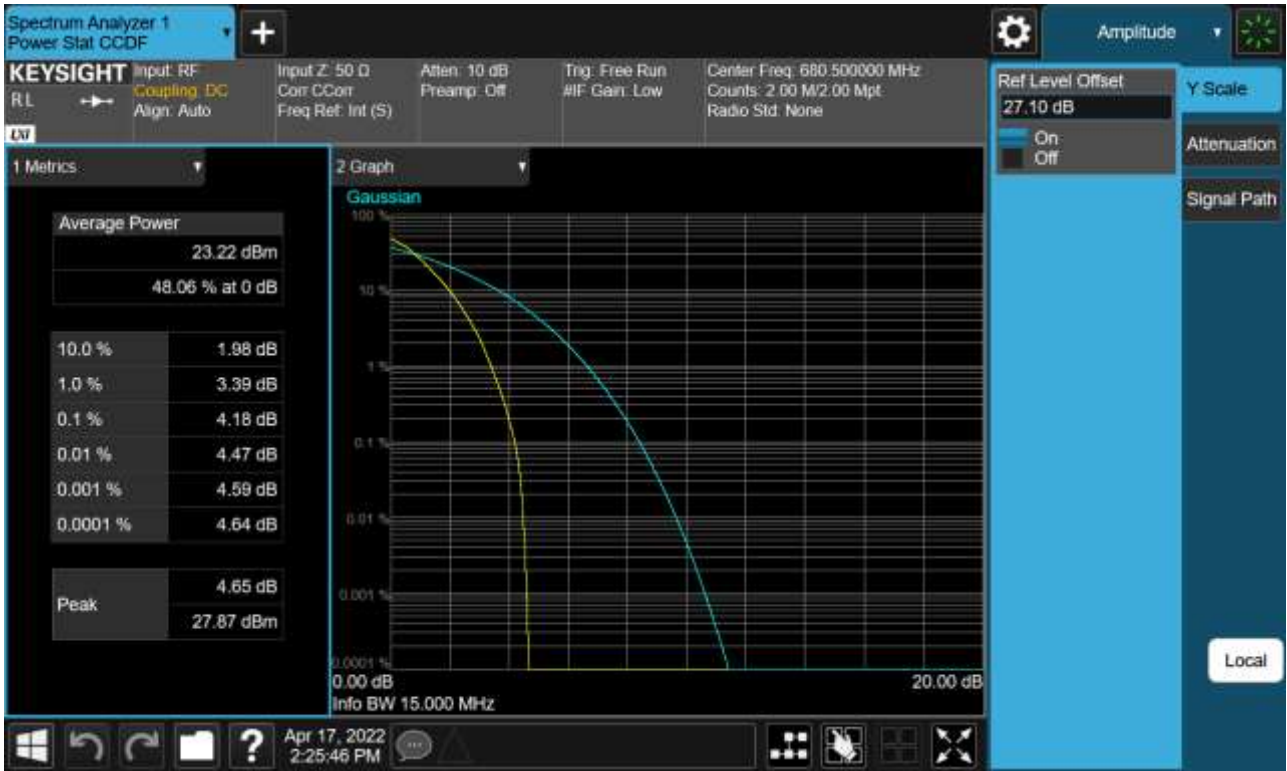 Spectrum Analyzer 1
Power Stat CCDF
+
Amplitude
KEYSIGHT
RL
LXI
Input: RF
Coupling: DC
Align: Auto
Input Z: 50 Ω
Corr CCorr
Freq Ref: Int (S)
Atten: 10 dB
Preamp: Off
Trig: Free Run
#IF Gain: Low
Center Freq: 680.500000 MHz
Counts: 2.00 M/2.00 Mpt
Radio Std: None
Ref Level Offset
27.10 dB
On
Off
Y Scale
Attenuation
Signal Path
1 Metrics
Average Power
23.22 dBm
48.06 % at 0 dB
10.0 % 1.98 dB
1.0 % 3.39 dB
0.1 % 4.18 dB
0.01 % 4.47 dB
0.001 % 4.59 dB
0.0001 % 4.64 dB
Peak
4.65 dB
27.87 dBm
2 Graph
Gaussian
100 %
10 %
1 %
0.1 %
0.01 %
0.001 %
0.0001 %
0.00 dB 20.00 dB
Info BW 15.000 MHz
Local
?
Apr 17, 2022
2:25:46 PM